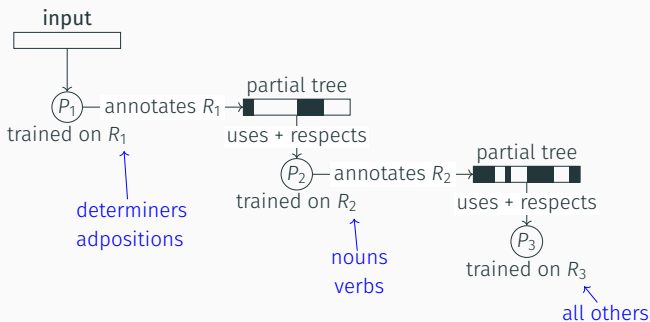 input
P₁ annotates R₁
trained on R₁
determiners
adpositions
partial tree
uses + respects
P₂ annotates R₂
trained on R₂
nouns
verbs
partial tree
uses + respects
P₃
trained on R₃
all others